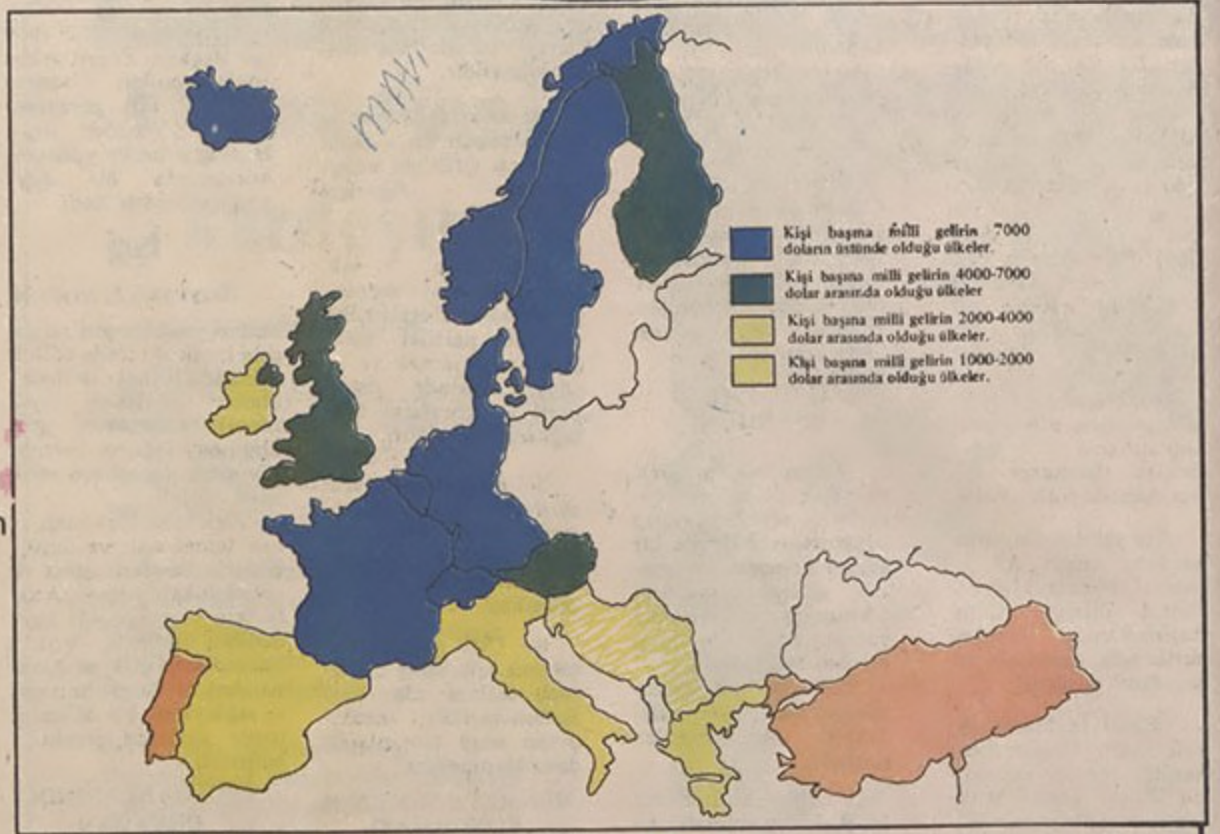 MAVİ
Kişi başına milli gelirin 7000
doların üstünde olduğu ülkeler.
Kişi başına milli gelirin 4000-7000
dolar arasında olduğu ülkeler
Kişi başına milli gelirin 2000-4000
dolar arasında olduğu ülkeler.
Kişi başına milli gelirin 1000-2000
dolar arasında olduğu ülkeler.